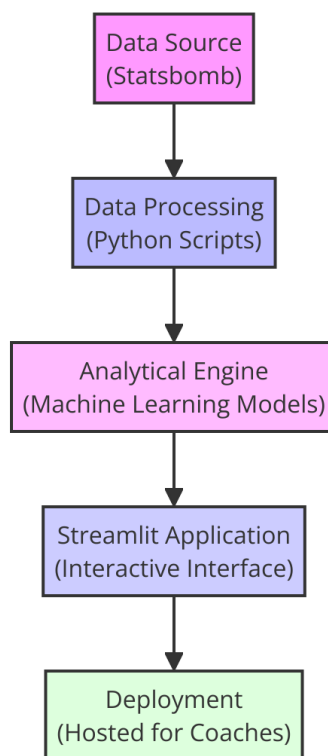 Data Source
(Statsbomb)
Data Processing
(Python Scripts)
Analytical Engine
(Machine Learning Models)
Streamlit Application
(Interactive Interface)
Deployment
(Hosted for Coaches)